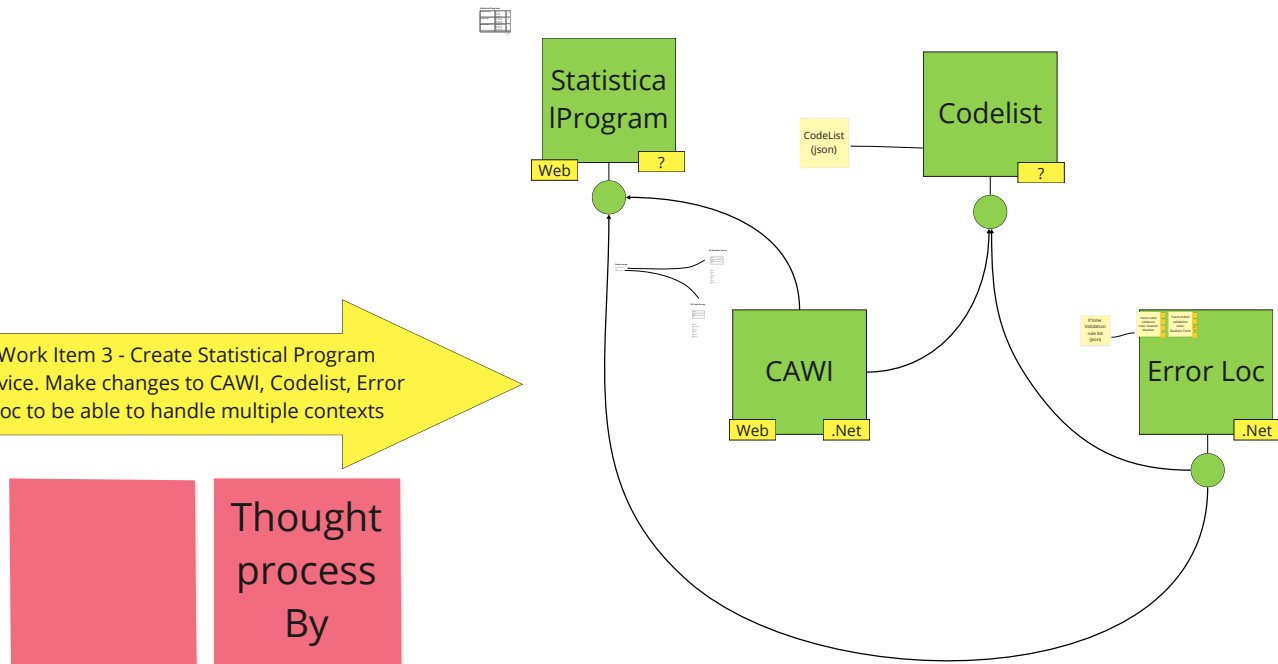 Statistica
lProgram
Web
?
Codelist
?
CodeList
(json)
Work Item 3 - Create Statistical Program
vice. Make changes to CAWI, Codelist, Error
oc to be able to handle multiple contexts
CAWI
Web
.Net
If time:
Validation
rule list
(json)
Error Loc
.Net
Thought
process
By